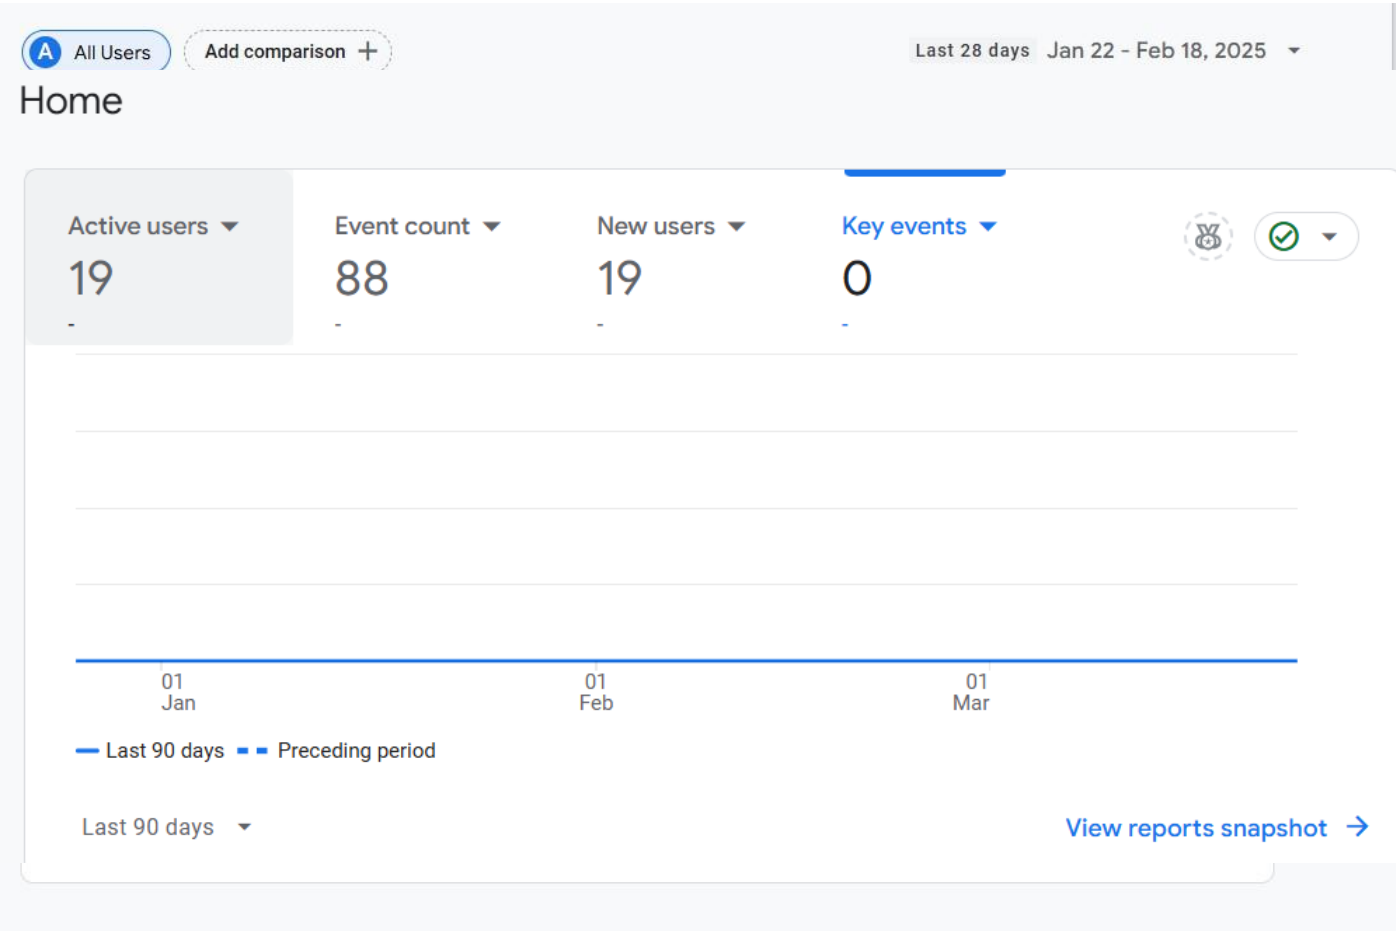 A All Users Add comparison + Last 28 days Jan 22 - Feb 18, 2025
Home
Active users Event count New users Key events
19 88 19 0
- - - -
01 01 01
Jan Feb Mar
Last 90 days Preceding period
Last 90 days View reports snapshot